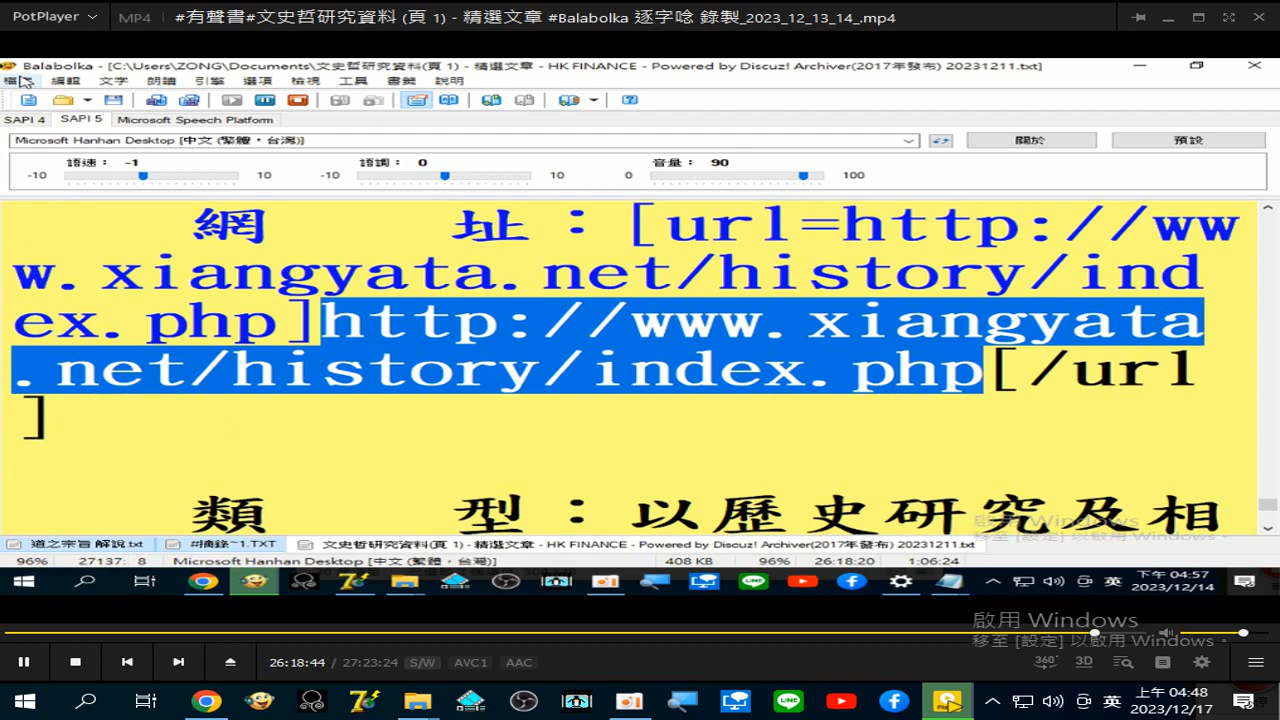 PotPlayer MP4 #有聲書#文史哲研究資料 (頁 1) - 精選文章 #Balabolka 逐字唸 錄製_2023_12_13_14_.mp4
Balabolka - [C:\Users\ZONG\Documents\文史哲研究資料(頁 1) - 精選文章 - HK FINANCE - Powered by Discuz! Archiver(2017年發布) 20231211.txt]
檔案 編輯 文字 朗讀 引擎 選項 檢視 工具 書籤 說明
SAPI 4 SAPI 5 Microsoft Speech Platform
Microsoft Hanhan Desktop [中文 (繁體，台灣)] 關於 預設
語速： -1 語調： 0 音量： 90
-10 10 -10 10 0 100
網 址：[url=http://ww
w.xiangyata.net/history/ind
ex.php]http://www.xiangyata
.net/history/index.php[/url
]
類 型：以歷史研究及相
啟用 Windows
移至 [設定] 以啟用 Windows。
道之宗旨 解說.txt #摘錄~1.TXT 文史哲研究資料(頁 1) - 精選文章 - HK FINANCE - Powered by Discuz! Archiver(2017年發布) 20231211.txt
96% 27137: 8 Microsoft Hanhan Desktop [中文 (繁體，台灣)] 408 KB 96% 26:18:20 1:06:24
英 下午 04:57
2023/12/14
啟用 Windows
移至 [設定] 以啟用 Windows。
26:18:44 / 27:23:24 S/W AVC1 AAC 360° 3D
英 上午 04:48
2023/12/17